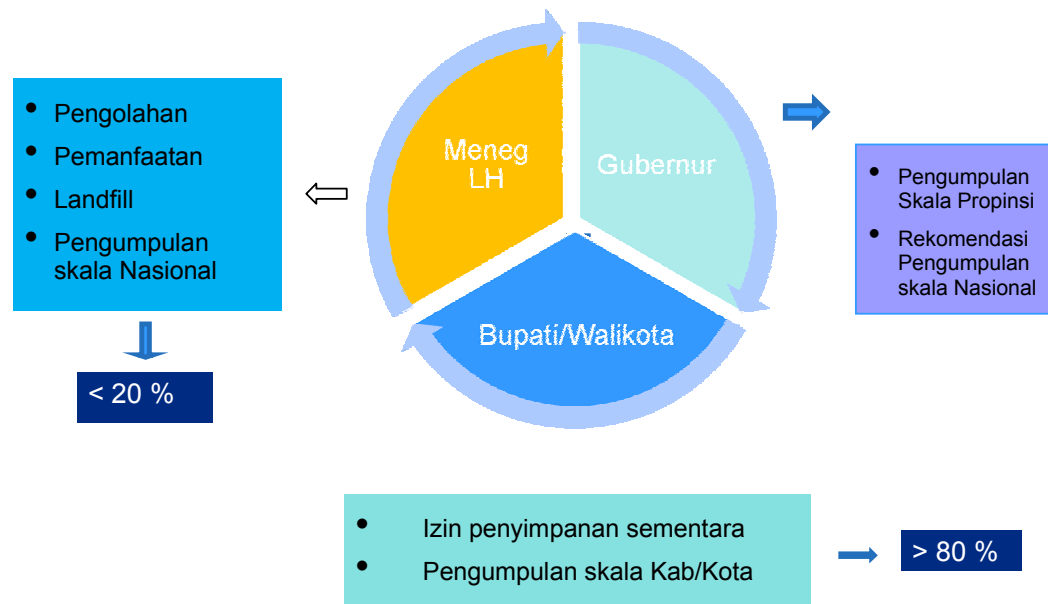 • Pengolahan
• Pemanfaatan
• Landfill
• Pengumpulan
skala Nasional
< 20 %
Meneg
LH
Gubernur
Bupati/Walikota
• Pengumpulan
Skala Propinsi
• Rekomendasi
Pengumpulan
skala Nasional
• Izin penyimpanan sementara
• Pengumpulan skala Kab/Kota
> 80 %